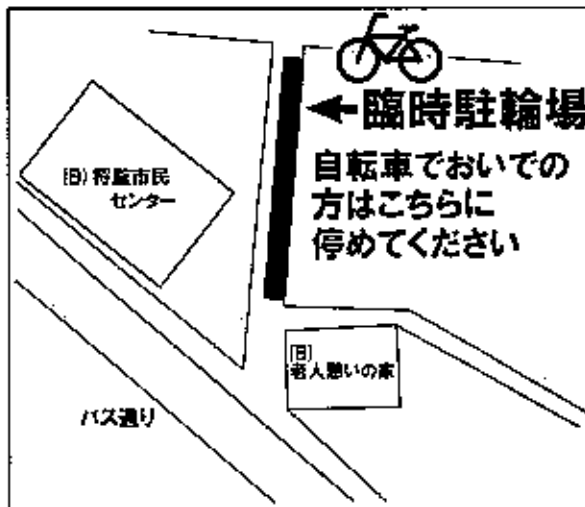 ←臨時駐輪場
自転車でおいでの
方はこちらに
停めてください
(旧)将監市民
センター
(旧)
老人憩いの家
バス通り